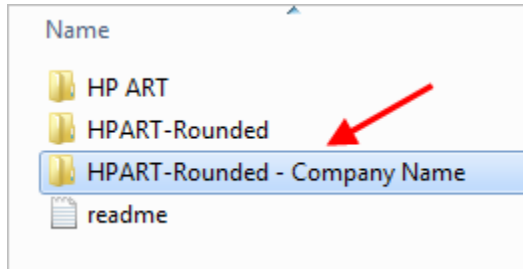 Name
HP ART
HPART-Rounded
HPART-Rounded - Company Name
readme